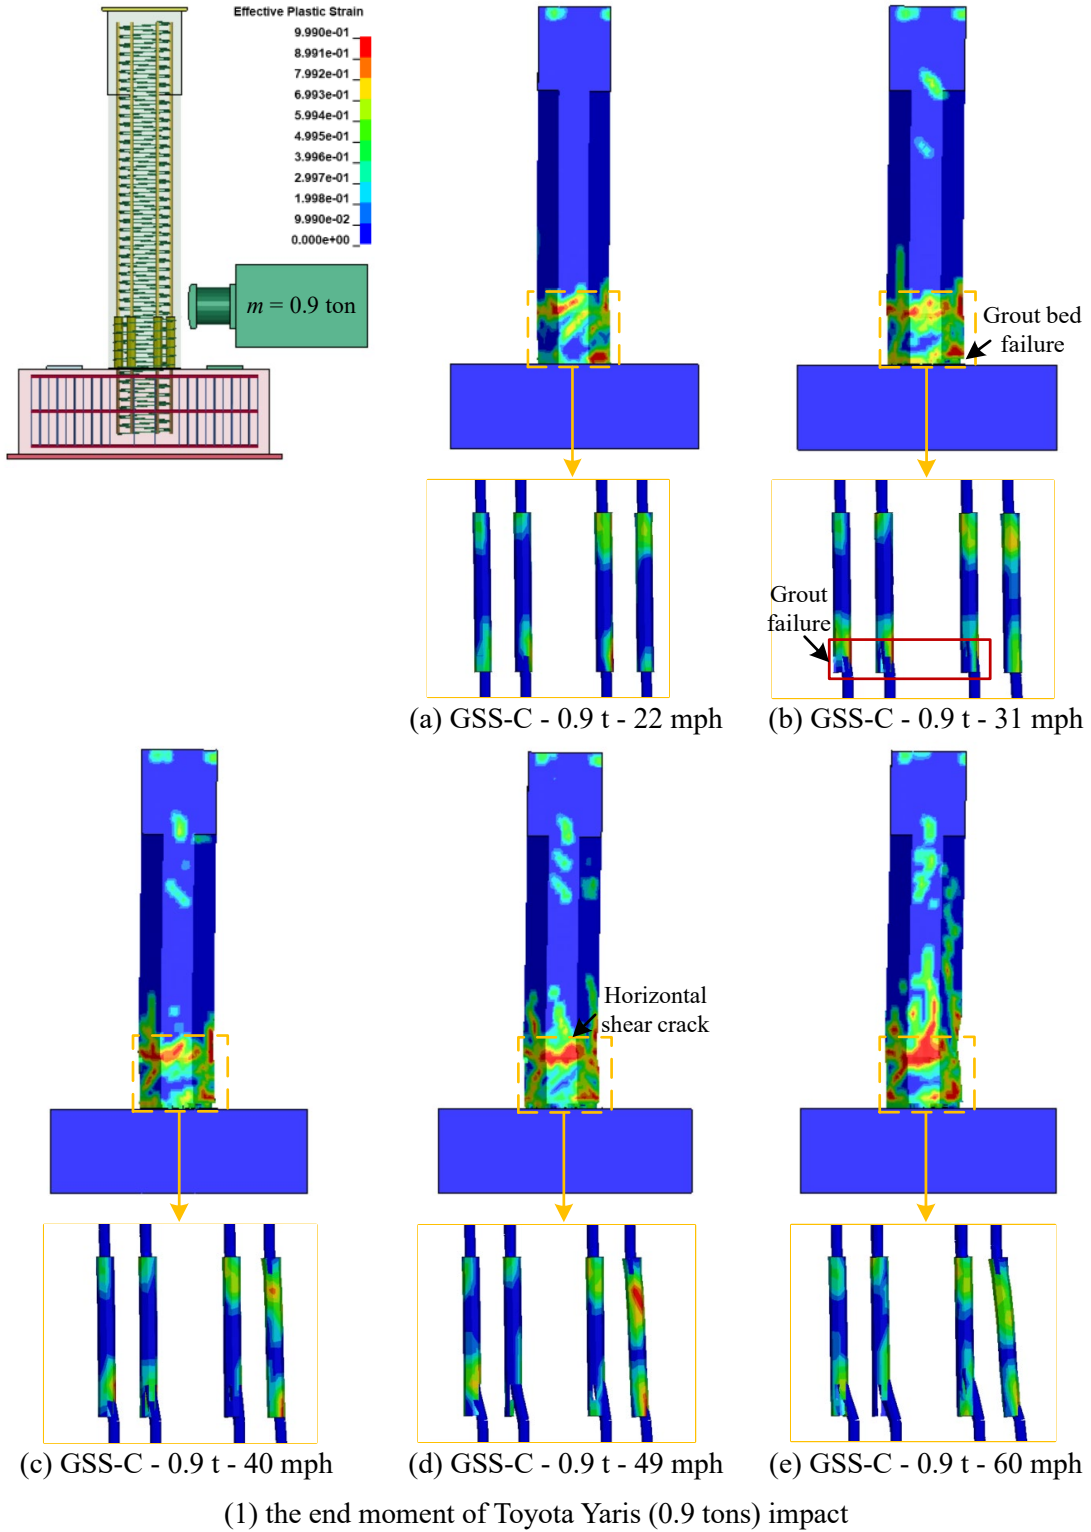 Effective Plastic Strain
9.990e-01
8.991e-01
7.992e-01
6.993e-01
5.994e-01
4.995e-01
3.996e-01
2.997e-01
1.998e-01
9.990e-02
0.000e+00
m = 0.9 ton
Grout bed
failure
Grout
failure
(a) GSS-C - 0.9 t - 22 mph
(b) GSS-C - 0.9 t - 31 mph
Horizontal
shear crack
(c) GSS-C - 0.9 t - 40 mph
(d) GSS-C - 0.9 t - 49 mph
(e) GSS-C - 0.9 t - 60 mph
(1) the end moment of Toyota Yaris (0.9 tons) impact